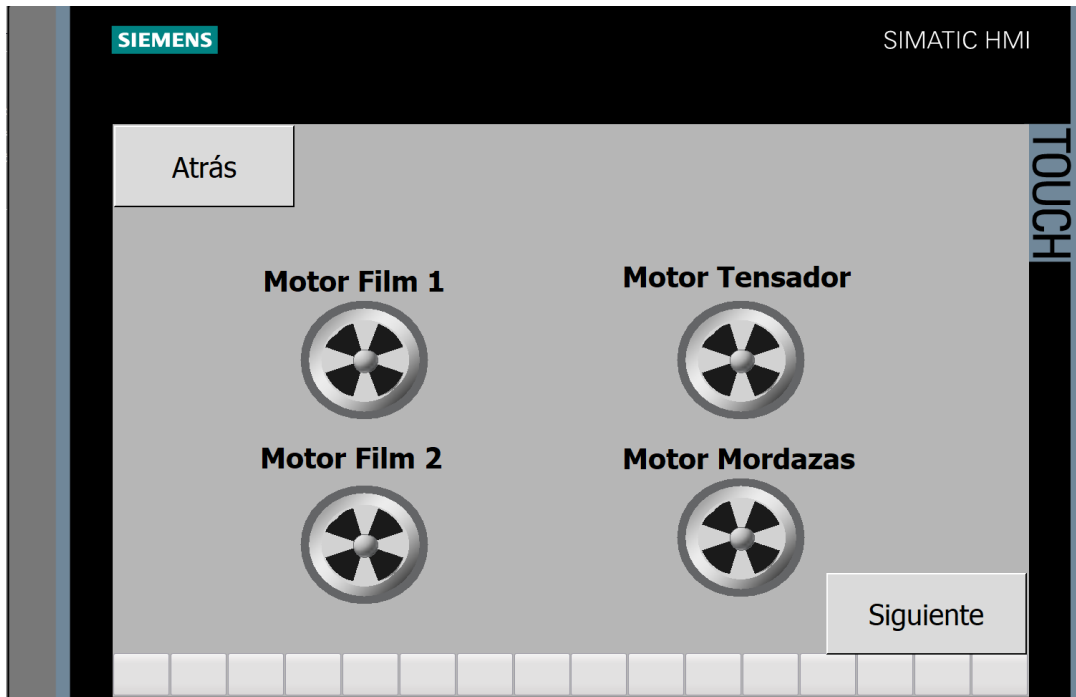 SIEMENS
SIMATIC HMI
TOUCH
Atrás
Motor Film 1
Motor Tensador
Motor Film 2
Motor Mordazas
Siguiente